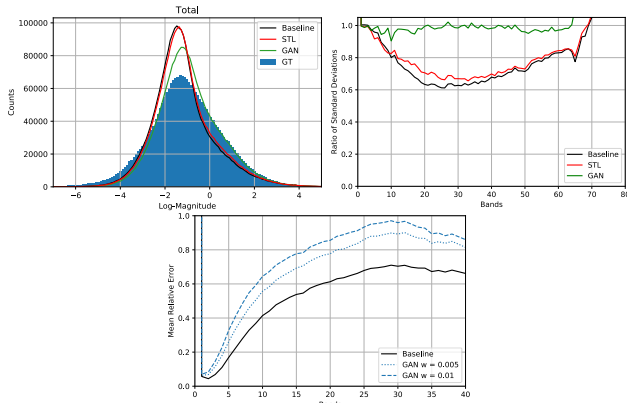 Total
100000
80000
60000
40000
20000
0
Counts
−6 −4 −2 0 2 4
Log-Magnitude
Baseline
STL
GAN
GT
1.0
0.8
0.6
0.4
0.2
0.0
Ratio of Standard Deviations
0 10 20 30 40 50 60 70 80
Bands
Baseline
STL
GAN
1.0
0.8
0.6
0.4
0.2
0.0
Mean Relative Error
0 5 10 15 20 25 30 35 40
Baseline
GAN w = 0.005
GAN w = 0.01